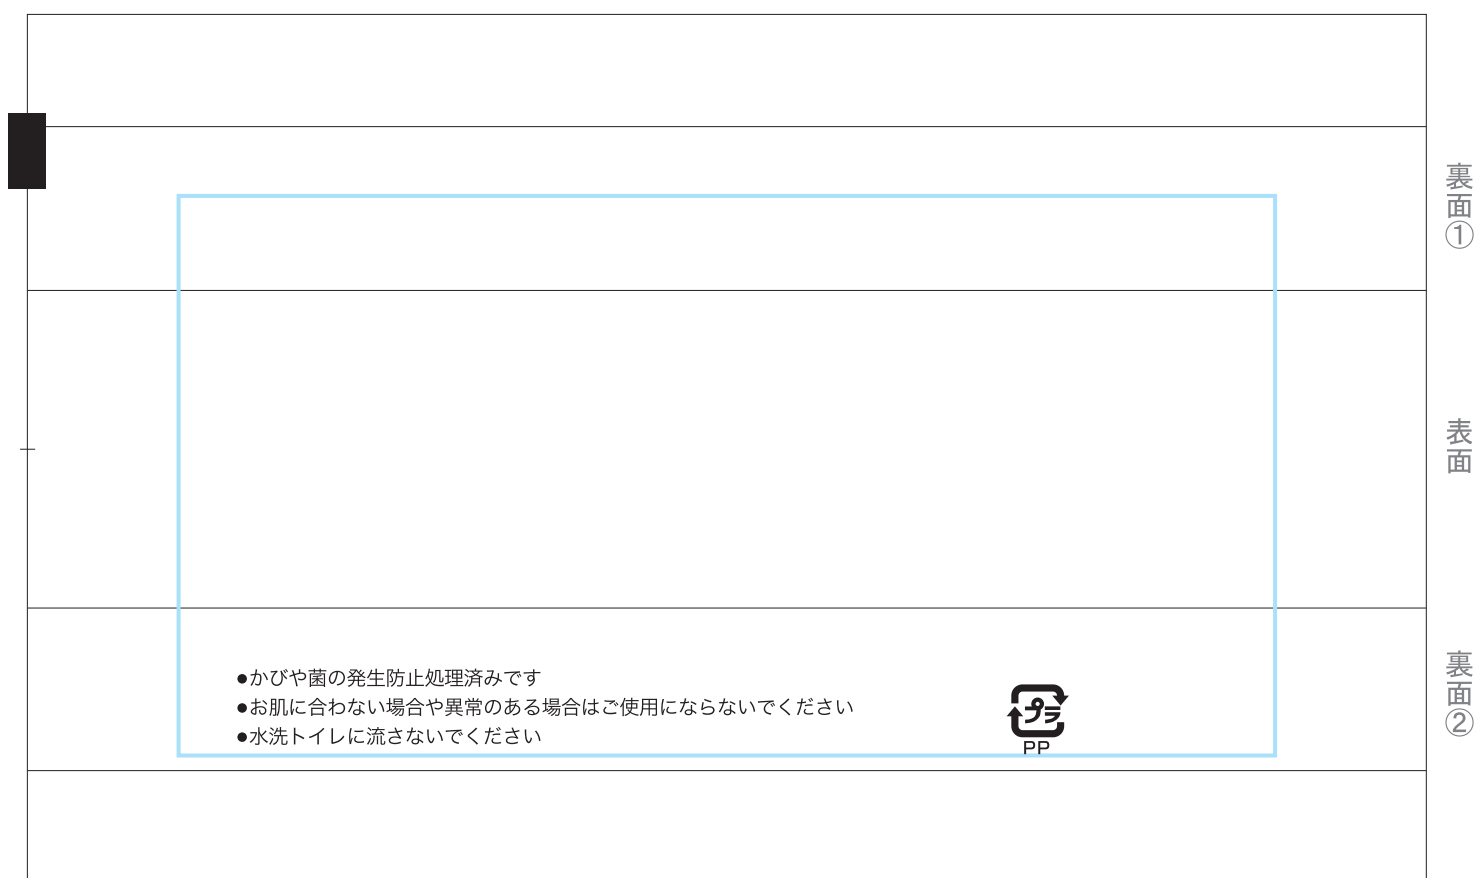 裏面①
表面
●かびや菌の発生防止処理済みです
●お肌に合わない場合や異常のある場合はご使用にならないでください
●水洗トイレに流さないでください
プラ
PP
裏面②